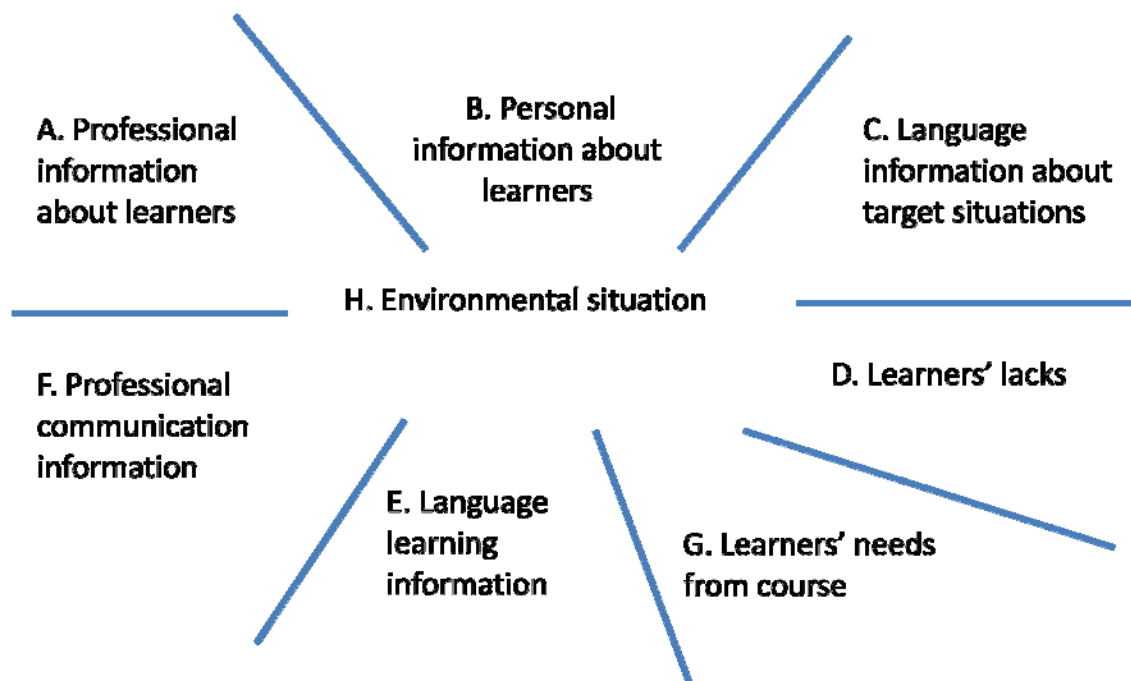 A. Professional
information
about learners
B. Personal
information about
learners
C. Language
information about
target situations
H. Environmental situation
F. Professional
communication
information
D. Learners’ lacks
E. Language
learning
information
G. Learners’ needs
from course